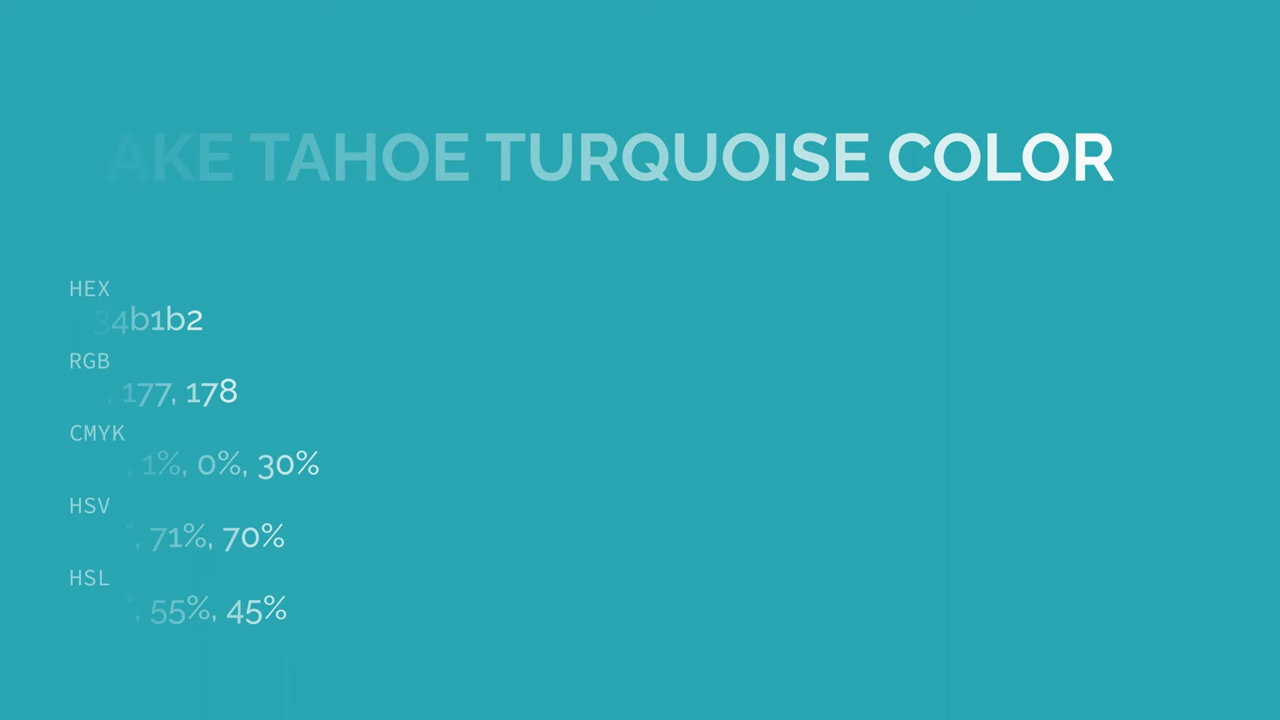 AKE TAHOE TURQUOISE COLOR
HEX
34b1b2
RGB
, 177, 178
CMYK
, 1%, 0%, 30%
HSV
°, 71%, 70%
HSL
°, 55%, 45%